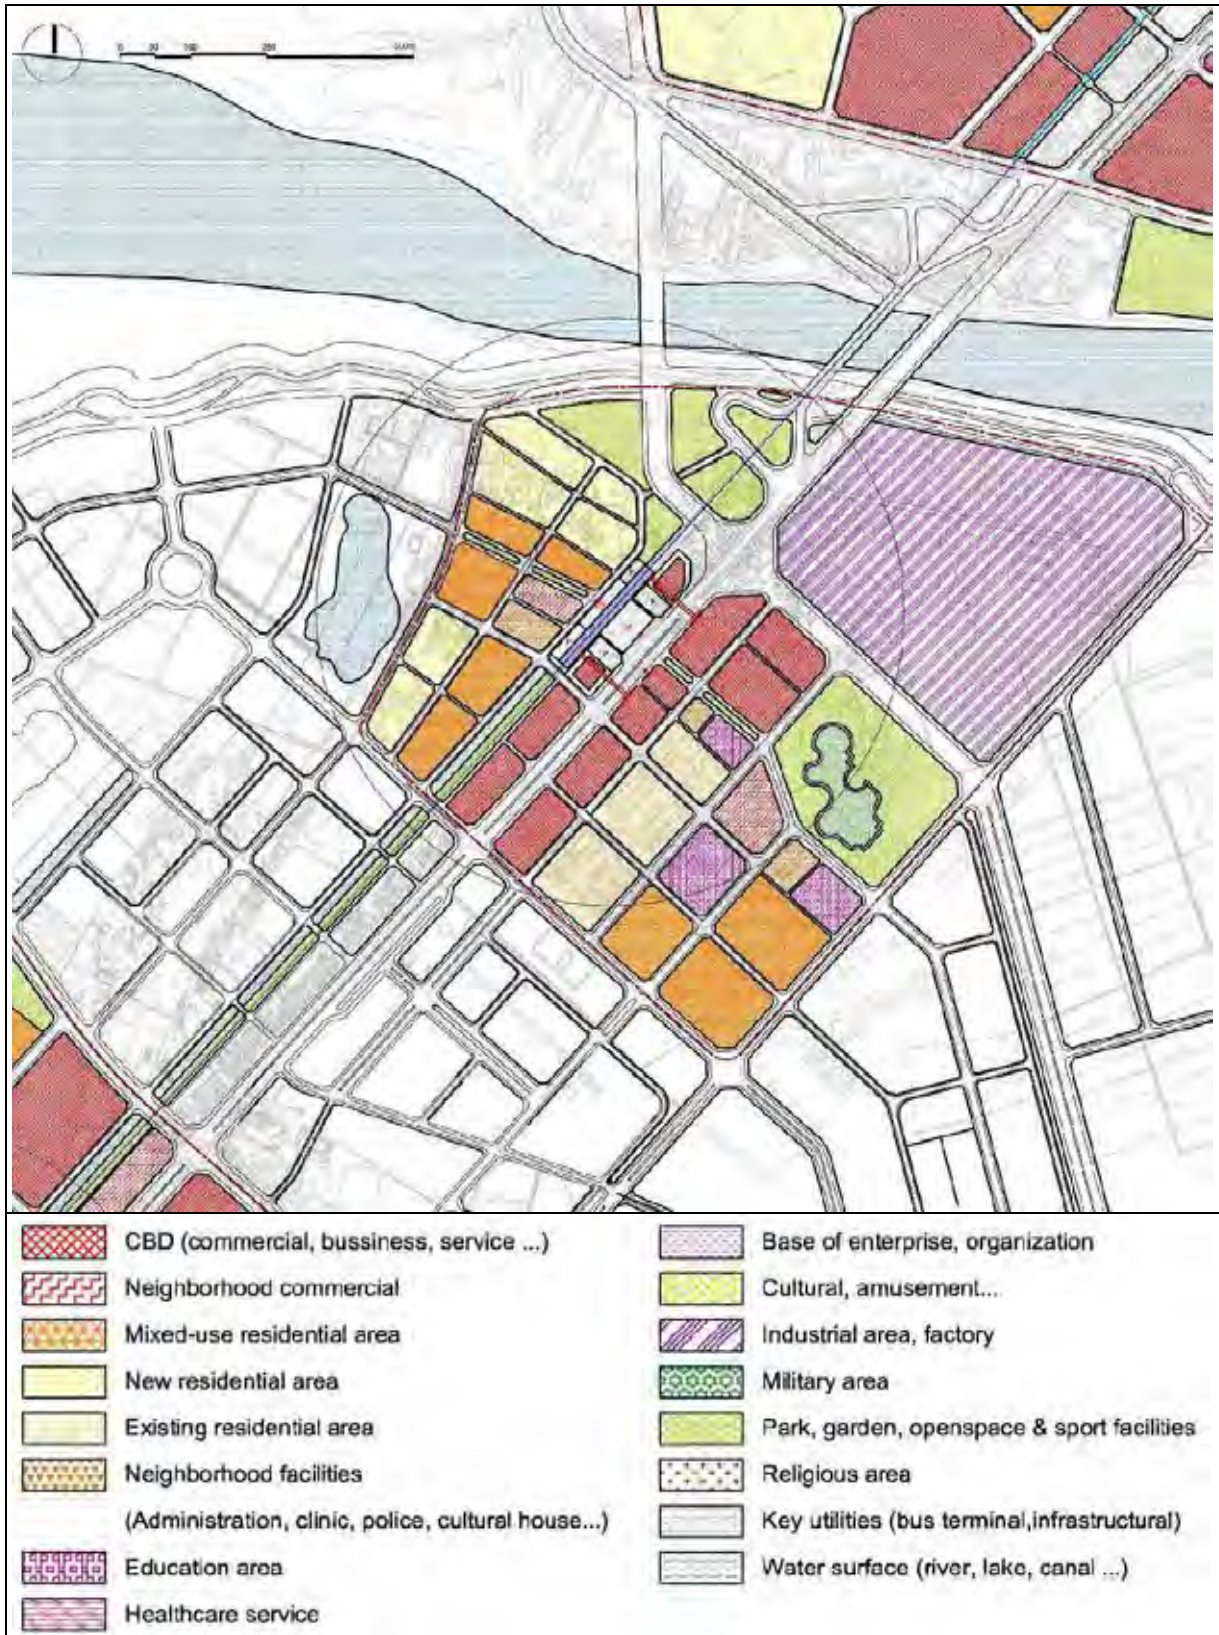 CBD (commercial, bussiness, service ...)
Neighborhood commercial
Mixed-use residential area
New residential area
Existing residential area
Neighborhood facilities
(Administration, clinic, police, cultural house...)
Education area
Healthcare service
Base of enterprise, organization
Cultural, amusement...
Industrial area, factory
Military area
Park, garden, openspace & sport facilities
Religious area
Key utilities (bus terminal,infrastructural)
Water surface (river, lake, canal ...)